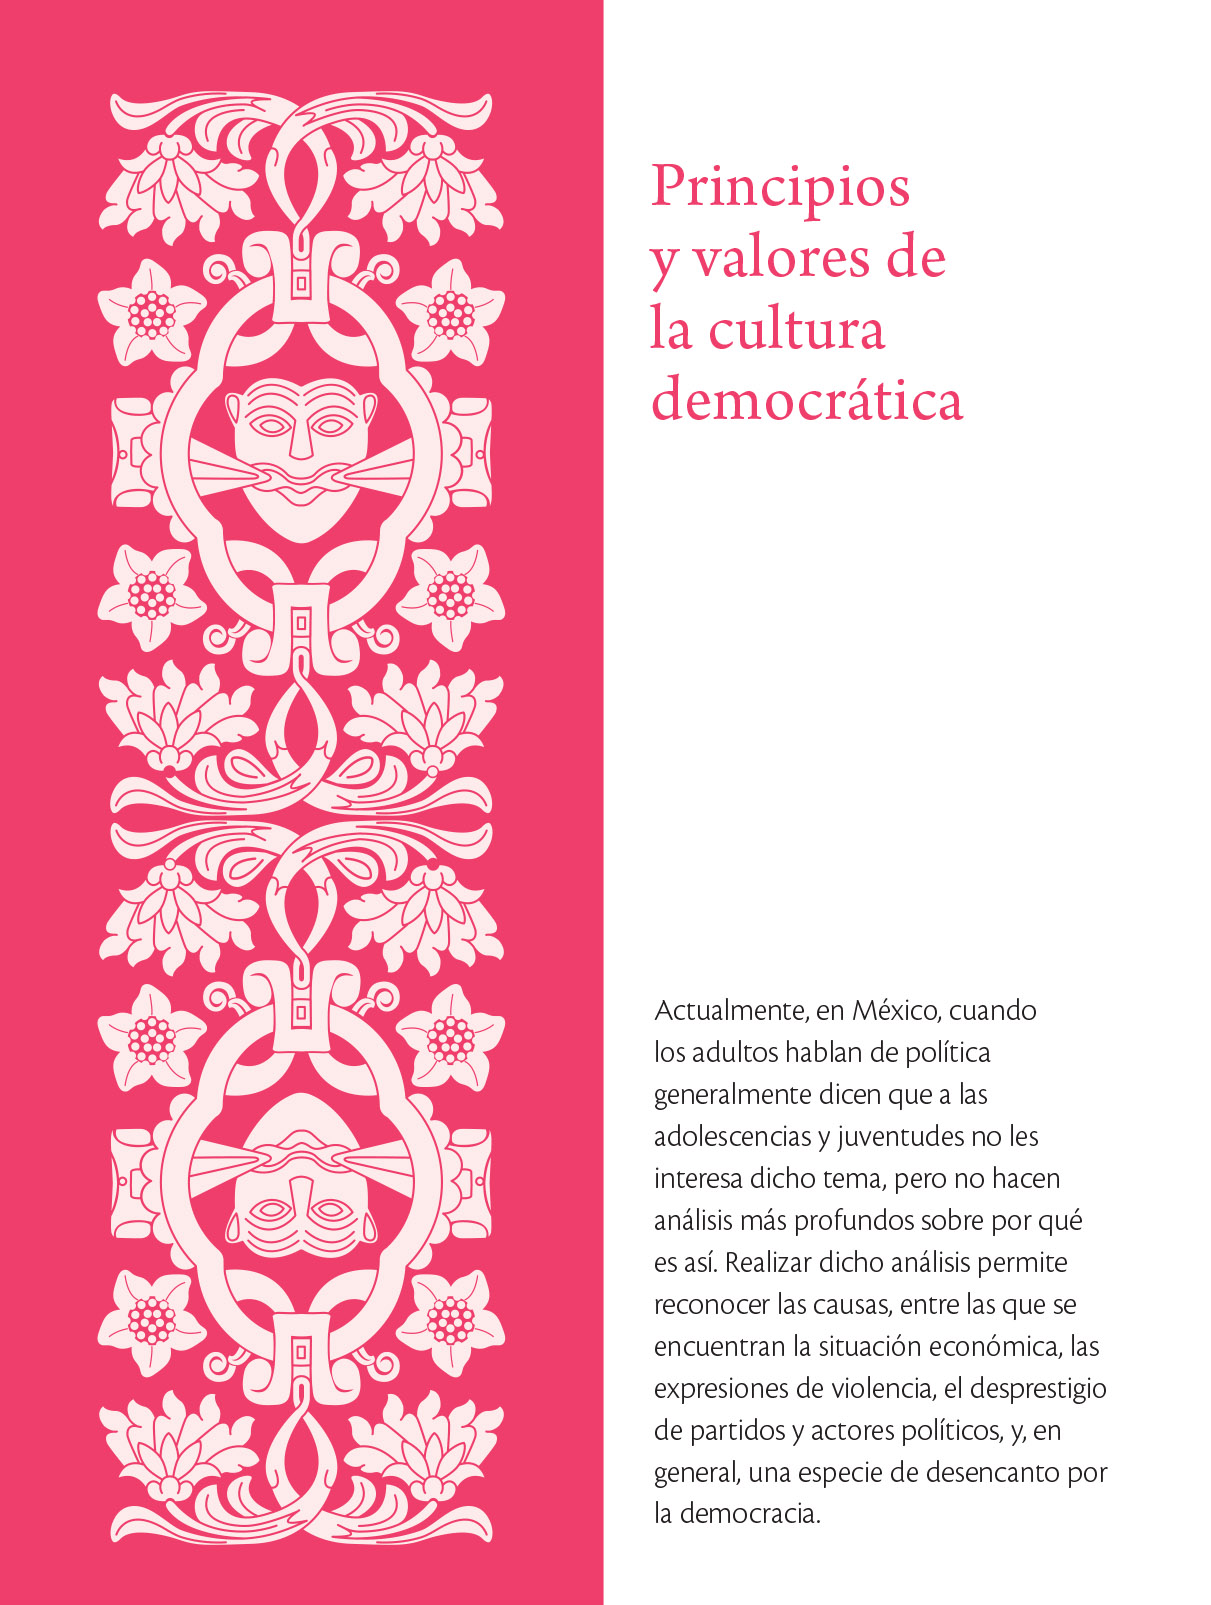 Principios
y valores de
la cultura
democrática
Actualmente, en México, cuando
los adultos hablan de política
generalmente dicen que a las
adolescencias y juventudes no les
interesa dicho tema, pero no hacen
análisis más profundos sobre por qué
es así. Realizar dicho análisis permite
reconocer las causas, entre las que se
encuentran la situación económica, las
expresiones de violencia, el desprestigio
de partidos y actores políticos, y, en
general, una especie de desencanto por
la democracia.